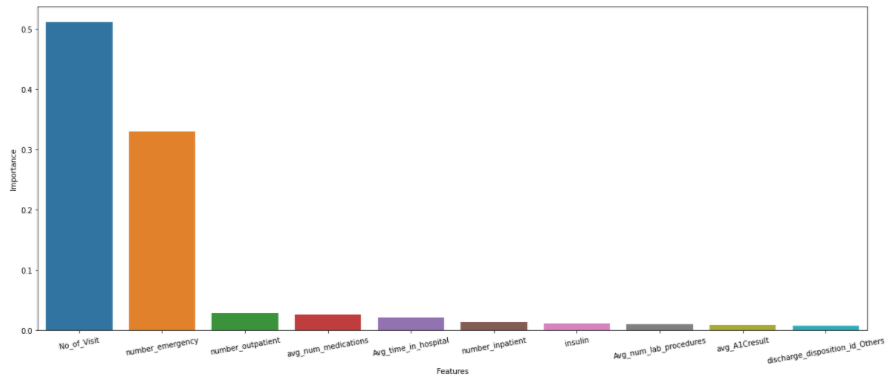 Importance
0.5
0.4
0.3
0.2
0.1
0.0
No_of_Visit
number_emergency
number_outpatient
avg_num_medications
Avg_time_in_hospital
number_inpatient
insulin
Avg_num_lab_procedures
avg_A1Cresult
discharge_disposition_id_Others
Features